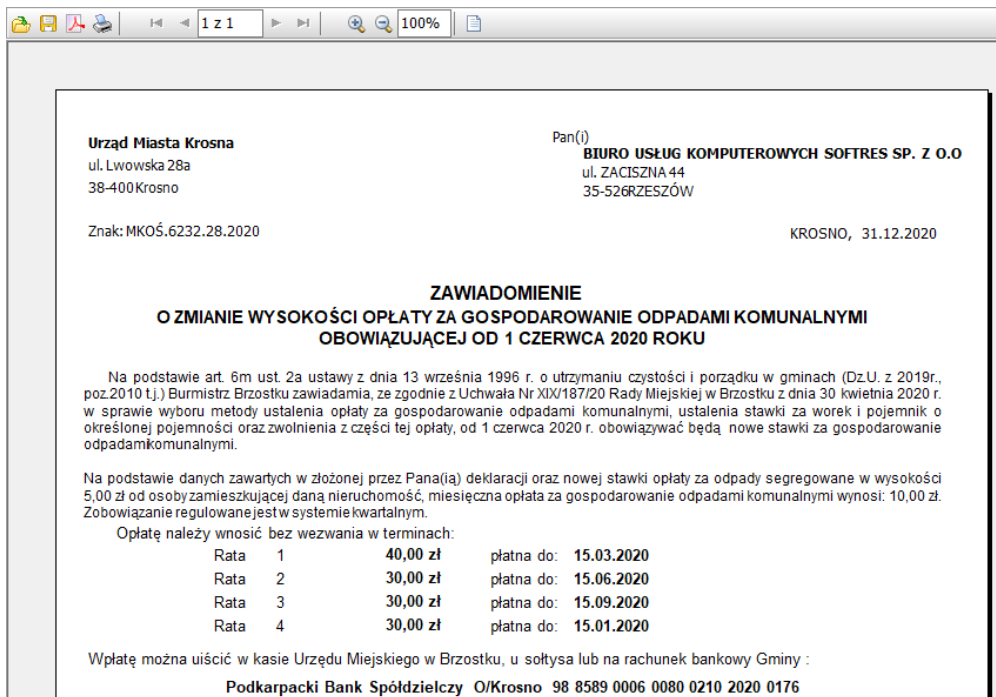 1 z 1
100%
Urząd Miasta Krosna
ul. Lwowska 28a
38-400 Krosno
Pan(i)
BIURO USŁUG KOMPUTEROWYCH SOFTRES SP. Z O.O
ul. ZACISZNA 44
35-526RZESZÓW
Znak: MKOŚ.6232.28.2020
KROSNO, 31.12.2020
ZAWIADOMIENIE
O ZMIANIE WYSOKOŚCI OPŁATY ZA GOSPODAROWANIE ODPADAMI KOMUNALNYMI
OBOWIĄZUJĄCEJ OD 1 CZERWCA 2020 ROKU
Na podstawie art. 6m ust. 2a ustawy z dnia 13 września 1996 r. o utrzymaniu czystości i porządku w gminach (Dz.U. z 2019r.,
poz.2010 t.j.) Burmistrz Brzostku zawiadamia, ze zgodnie z Uchwała Nr XIX/187/20 Rady Miejskiej w Brzostku z dnia 30 kwietnia 2020 r.
w sprawie wyboru metody ustalenia opłaty za gospodarowanie odpadami komunalnymi, ustalenia stawki za worek i pojemnik o
określonej pojemności oraz zwolnienia z części tej opłaty, od 1 czerwca 2020 r. obowiązywać będą nowe stawki za gospodarowanie
odpadami komunalnymi.
Na podstawie danych zawartych w złożonej przez Pana(ią) deklaracji oraz nowej stawki opłaty za odpady segregowane w wysokości
5,00 zł od osoby zamieszkującej daną nieruchomość, miesięczna opłata za gospodarowanie odpadami komunalnymi wynosi: 10,00 zł.
Zobowiązanie regulowane jest w systemie kwartalnym.
Opłatę należy wnosić bez wezwania w terminach:
Rata 1 40,00 zł płatna do: 15.03.2020
Rata 2 30,00 zł płatna do: 15.06.2020
Rata 3 30,00 zł płatna do: 15.09.2020
Rata 4 30,00 zł płatna do: 15.01.2020
Wpłatę można uiścić w kasie Urzędu Miejskiego w Brzostku, u sołtysa lub na rachunek bankowy Gminy :
Podkarpacki Bank Spółdzielczy O/Krosno 98 8589 0006 0080 0210 2020 0176